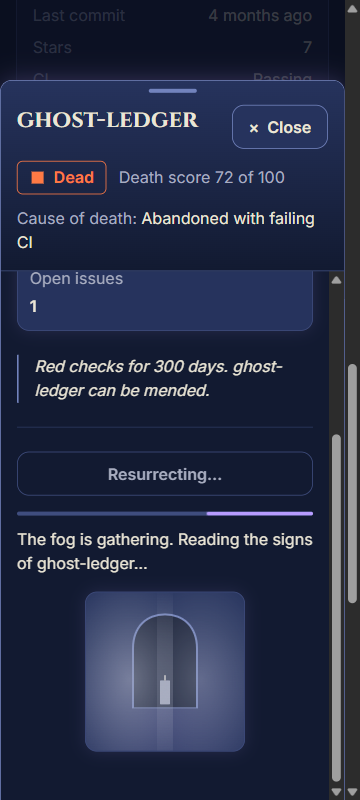 Last commit 4 months ago
Stars 7
CI Passing
GHOST-LEDGER
× Close
Dead Death score 72 of 100
Cause of death: Abandoned with failing
CI
Open issues
1
Red checks for 300 days. ghost-
ledger can be mended.
Resurrecting...
The fog is gathering. Reading the signs
of ghost-ledger...